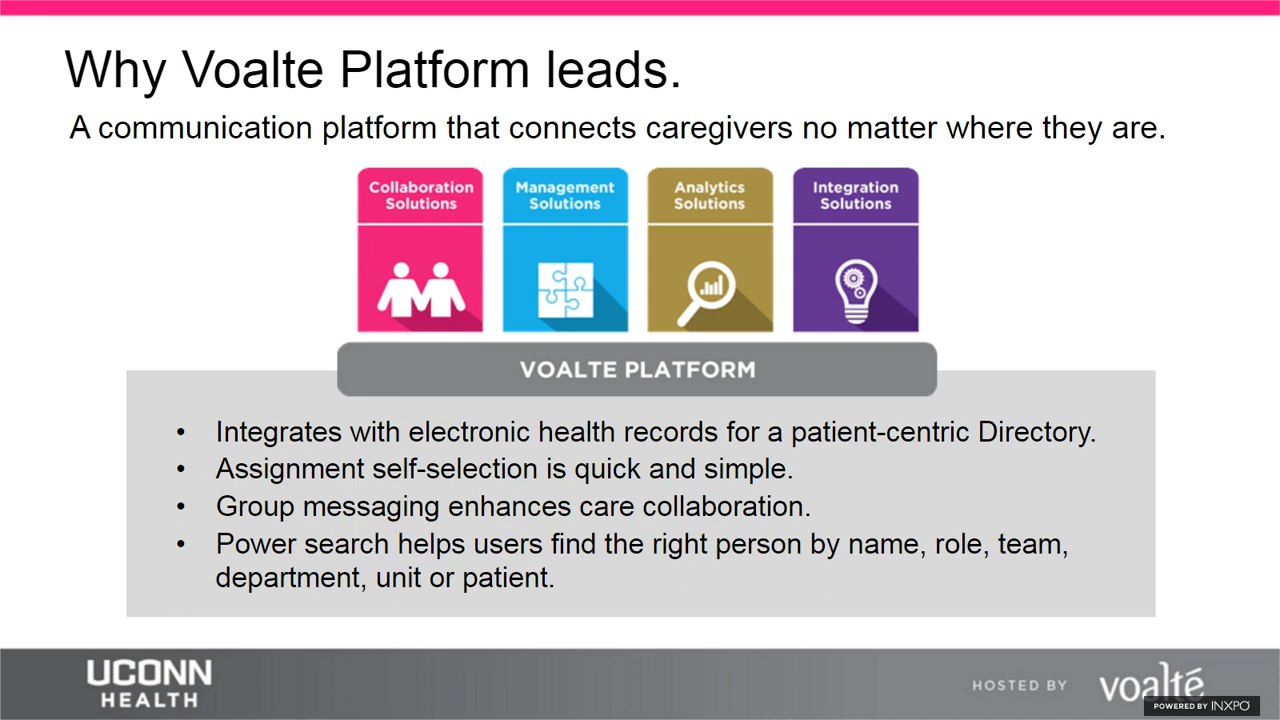 Why Voalte Platform leads.
A communication platform that connects caregivers no matter where they are.
Collaboration
Solutions
Management
Solutions
Analytics
Solutions
Integration
Solutions
VOALTE PLATFORM
• Integrates with electronic health records for a patient-centric Directory.
• Assignment self-selection is quick and simple.
• Group messaging enhances care collaboration.
• Power search helps users find the right person by name, role, team,
department, unit or patient.
UCONN
HEALTH
HOSTED BY
voalté
POWERED BY INXPO